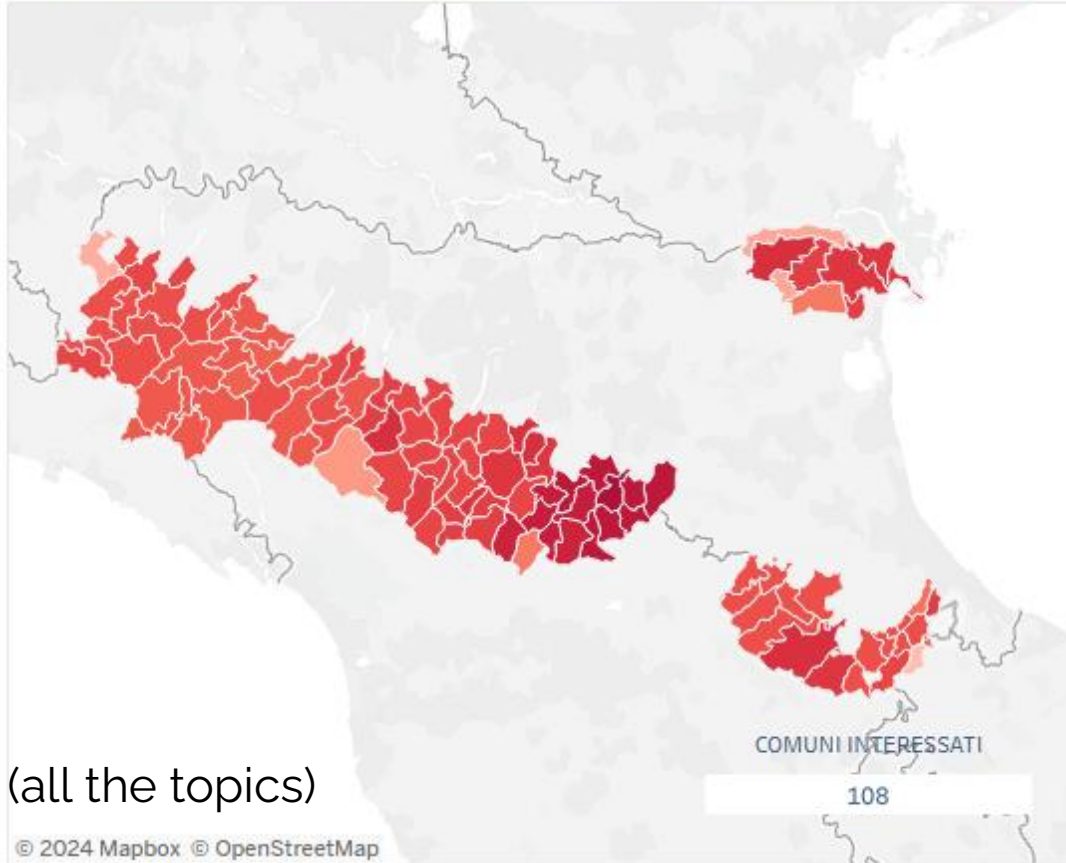 COMUNI INTERESSATI
108
(all the topics)
© 2024 Mapbox © OpenStreetMap